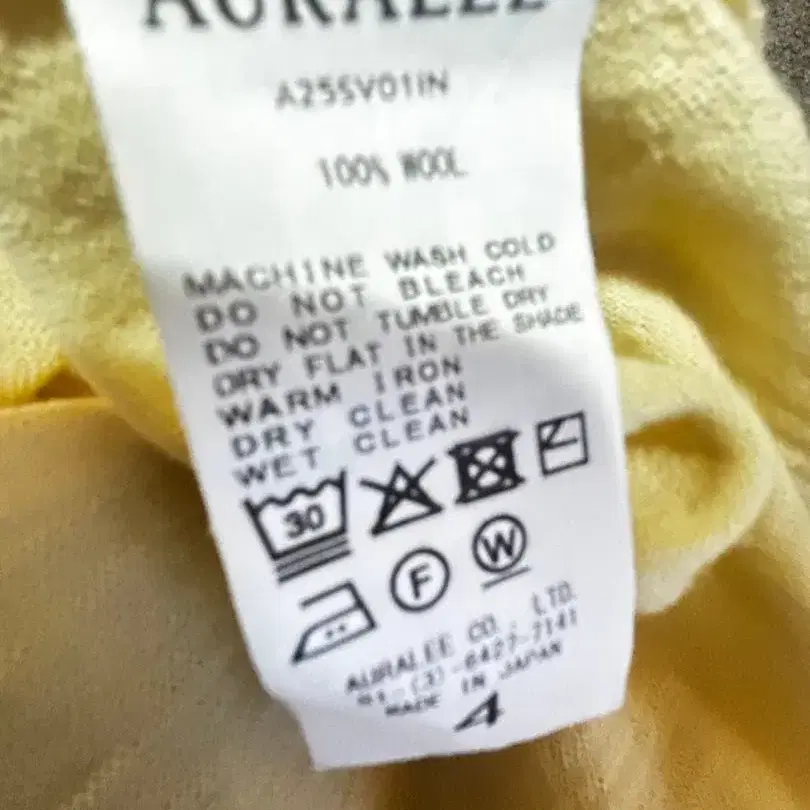 AURALEE
A25SV01IN
100% WOOL
MACHINE WASH COLD
DO NOT BLEACH
DO NOT TUMBLE DRY
DRY FLAT IN THE SHADE
WARM IRON
DRY CLEAN
WET CLEAN
30
F W
AURALEE CO., LTD.
81-(3)-6427-7141
MADE IN JAPAN
4